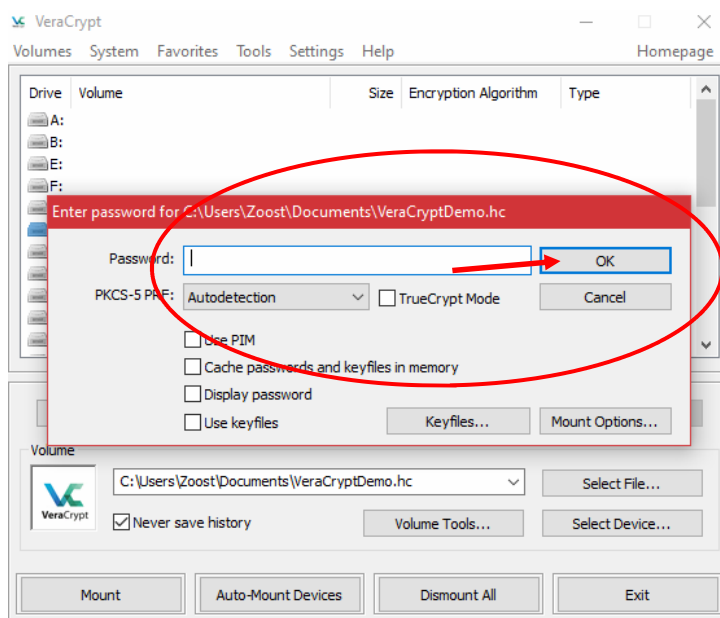 VeraCrypt
Volumes System Favorites Tools Settings Help Homepage
Drive Volume Size Encryption Algorithm Type
A:
B:
E:
F:
Enter password for C:\Users\Zoost\Documents\VeraCryptDemo.hc
Password: OK
PKCS-5 PRF: Autodetection TrueCrypt Mode Cancel
Use PIM
Cache passwords and keyfiles in memory
Display password
Use keyfiles Keyfiles... Mount Options...
Volume
C:\Users\Zoost\Documents\VeraCryptDemo.hc Select File...
VeraCrypt Never save history Volume Tools... Select Device...
Mount Auto-Mount Devices Dismount All Exit